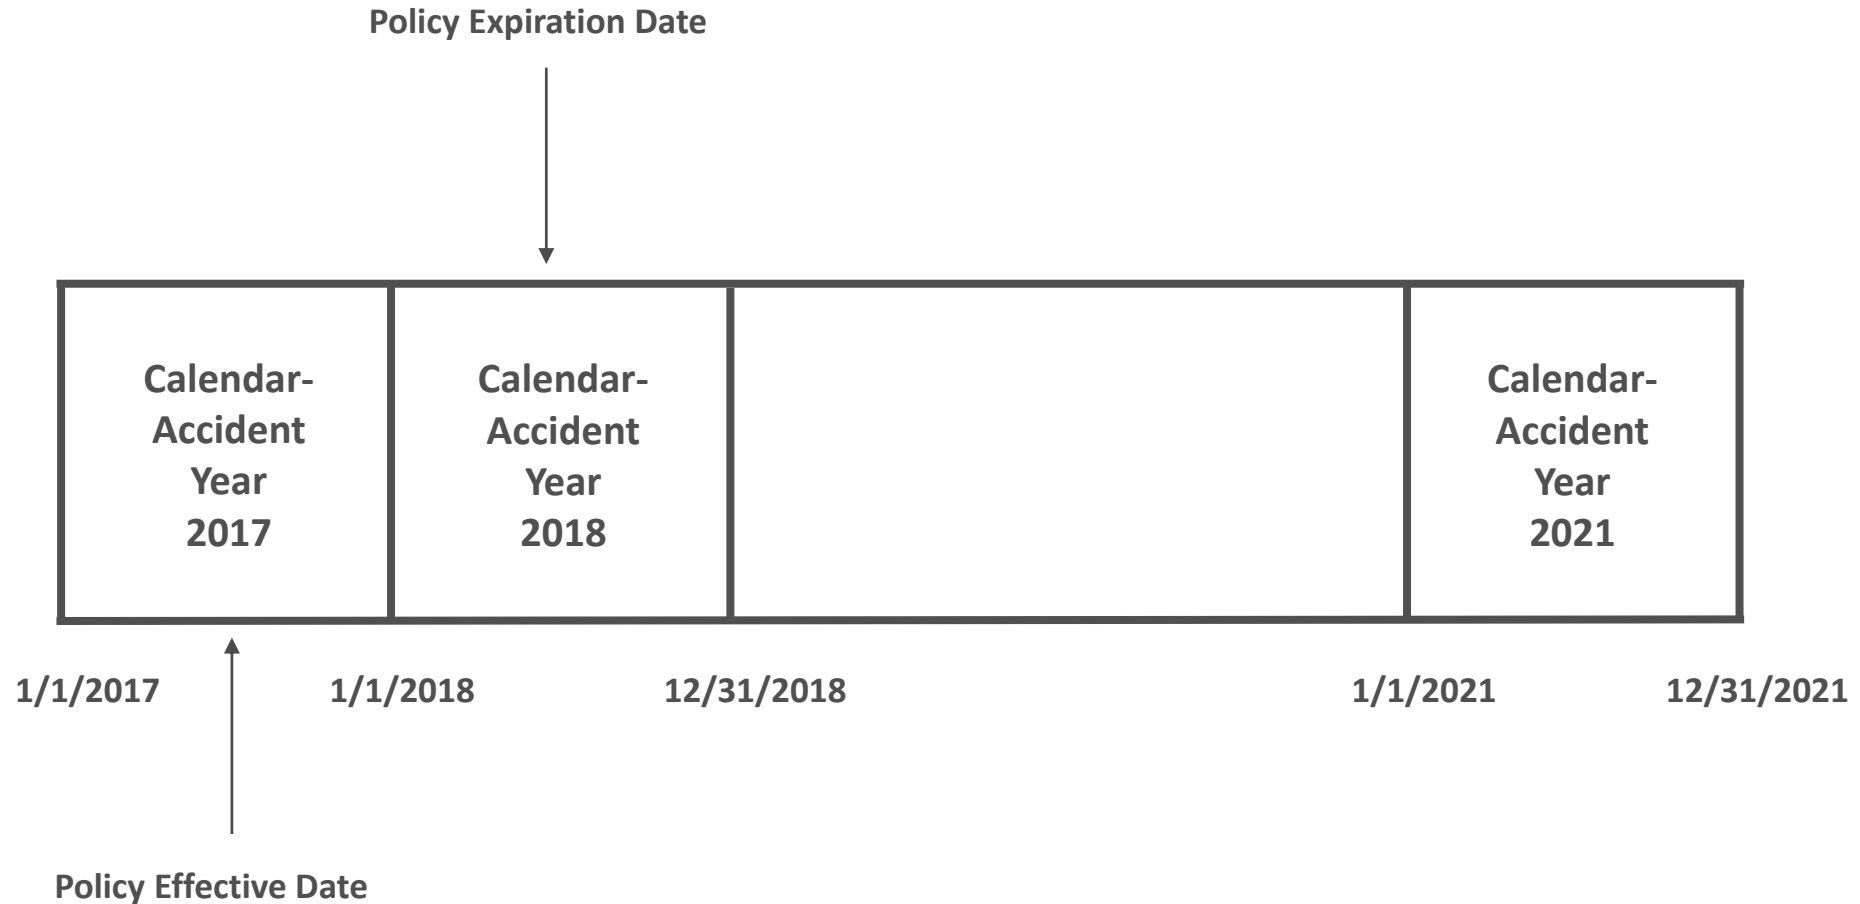 Policy Expiration Date
Calendar-
Accident
Year
2017
Calendar-
Accident
Year
2018
Calendar-
Accident
Year
2021
1/1/2017
1/1/2018
12/31/2018
1/1/2021
12/31/2021
Policy Effective Date